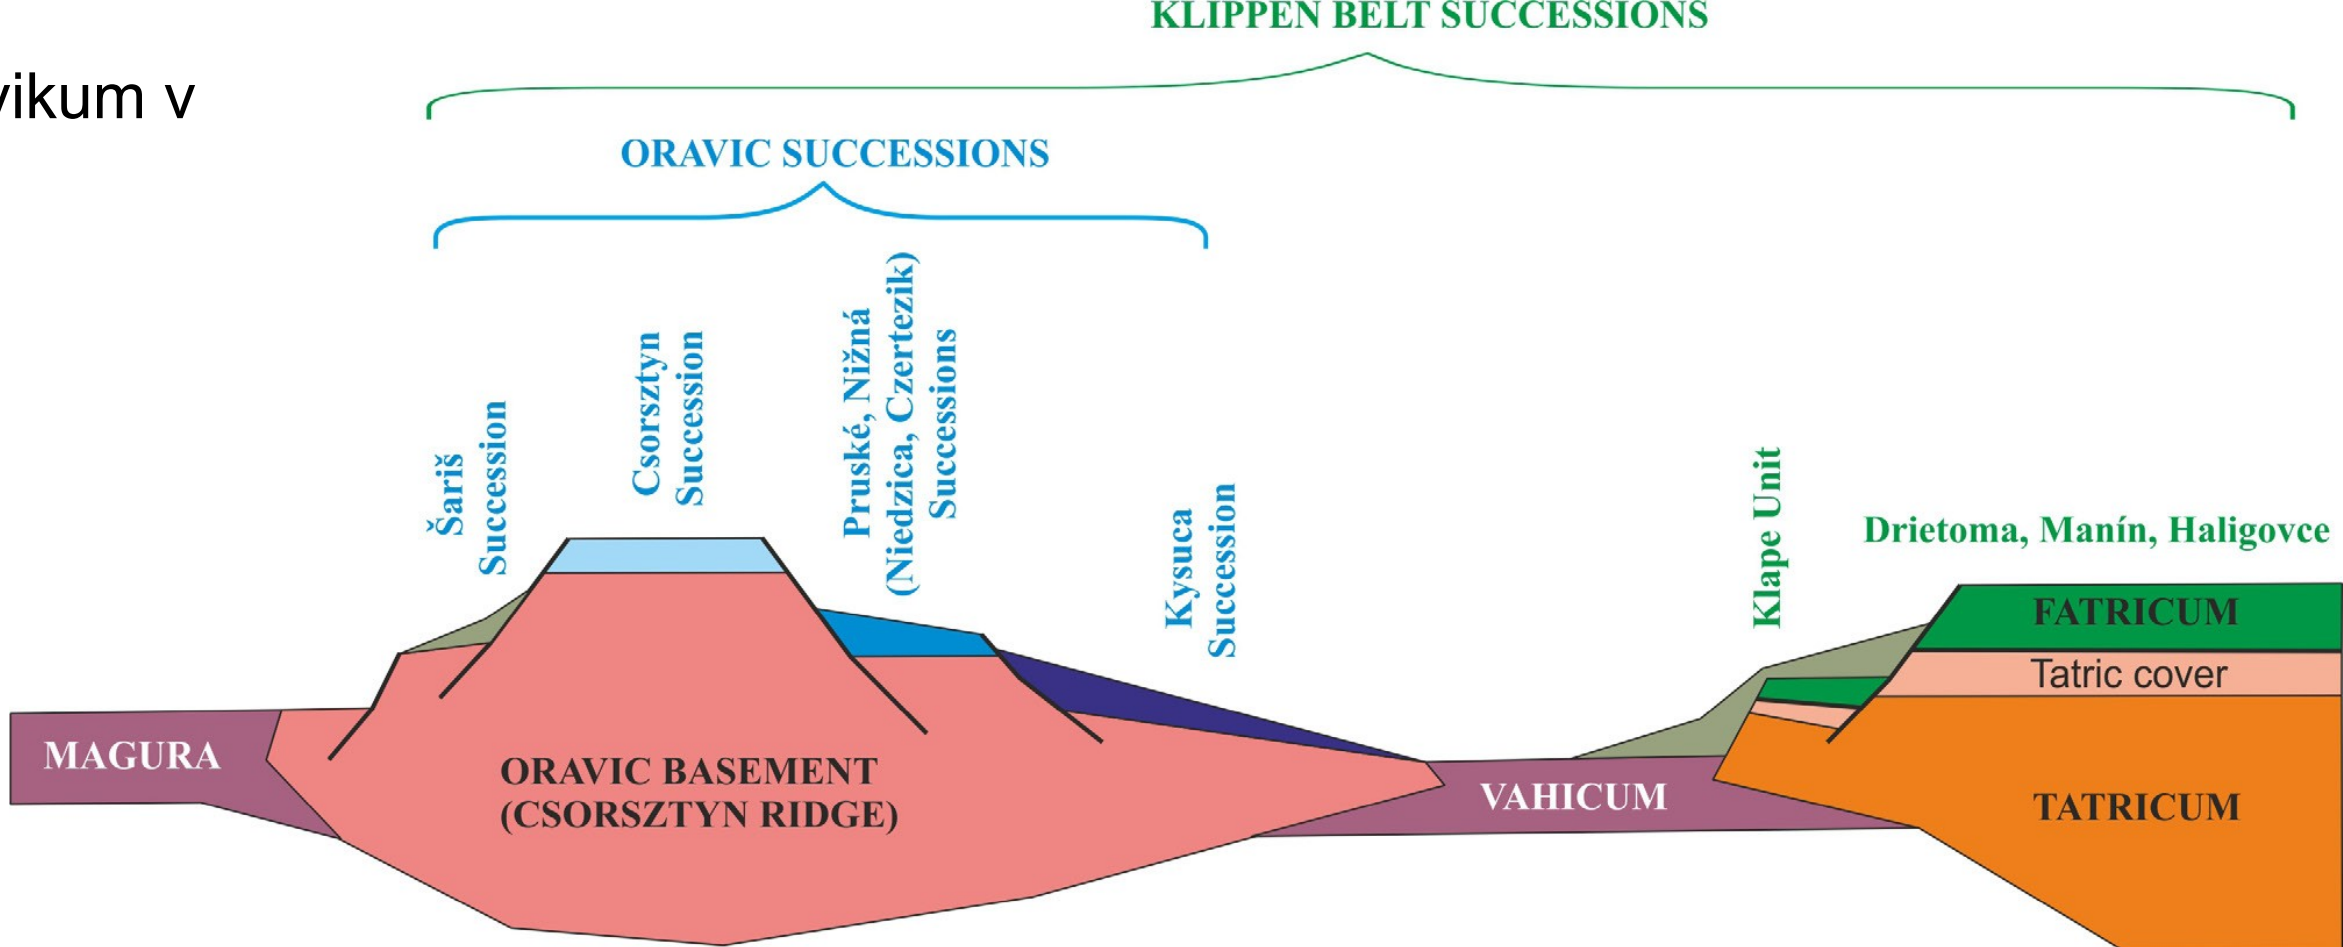 KLIPPEN BELT SUCCESSIONS
vikum v
ORAVIC SUCCESSIONS
Šariš
Succession
Csorsztyn
Succession
Pruské, Nižná
(Niedzica, Czertezik)
Successions
Kysuca
Succession
Klape Unit
Drietoma, Manín, Haligovce
FATRICUM
Tatric cover
MAGURA
ORAVIC BASEMENT
(CSORSZTYN RIDGE)
VAHICUM
TATRICUM